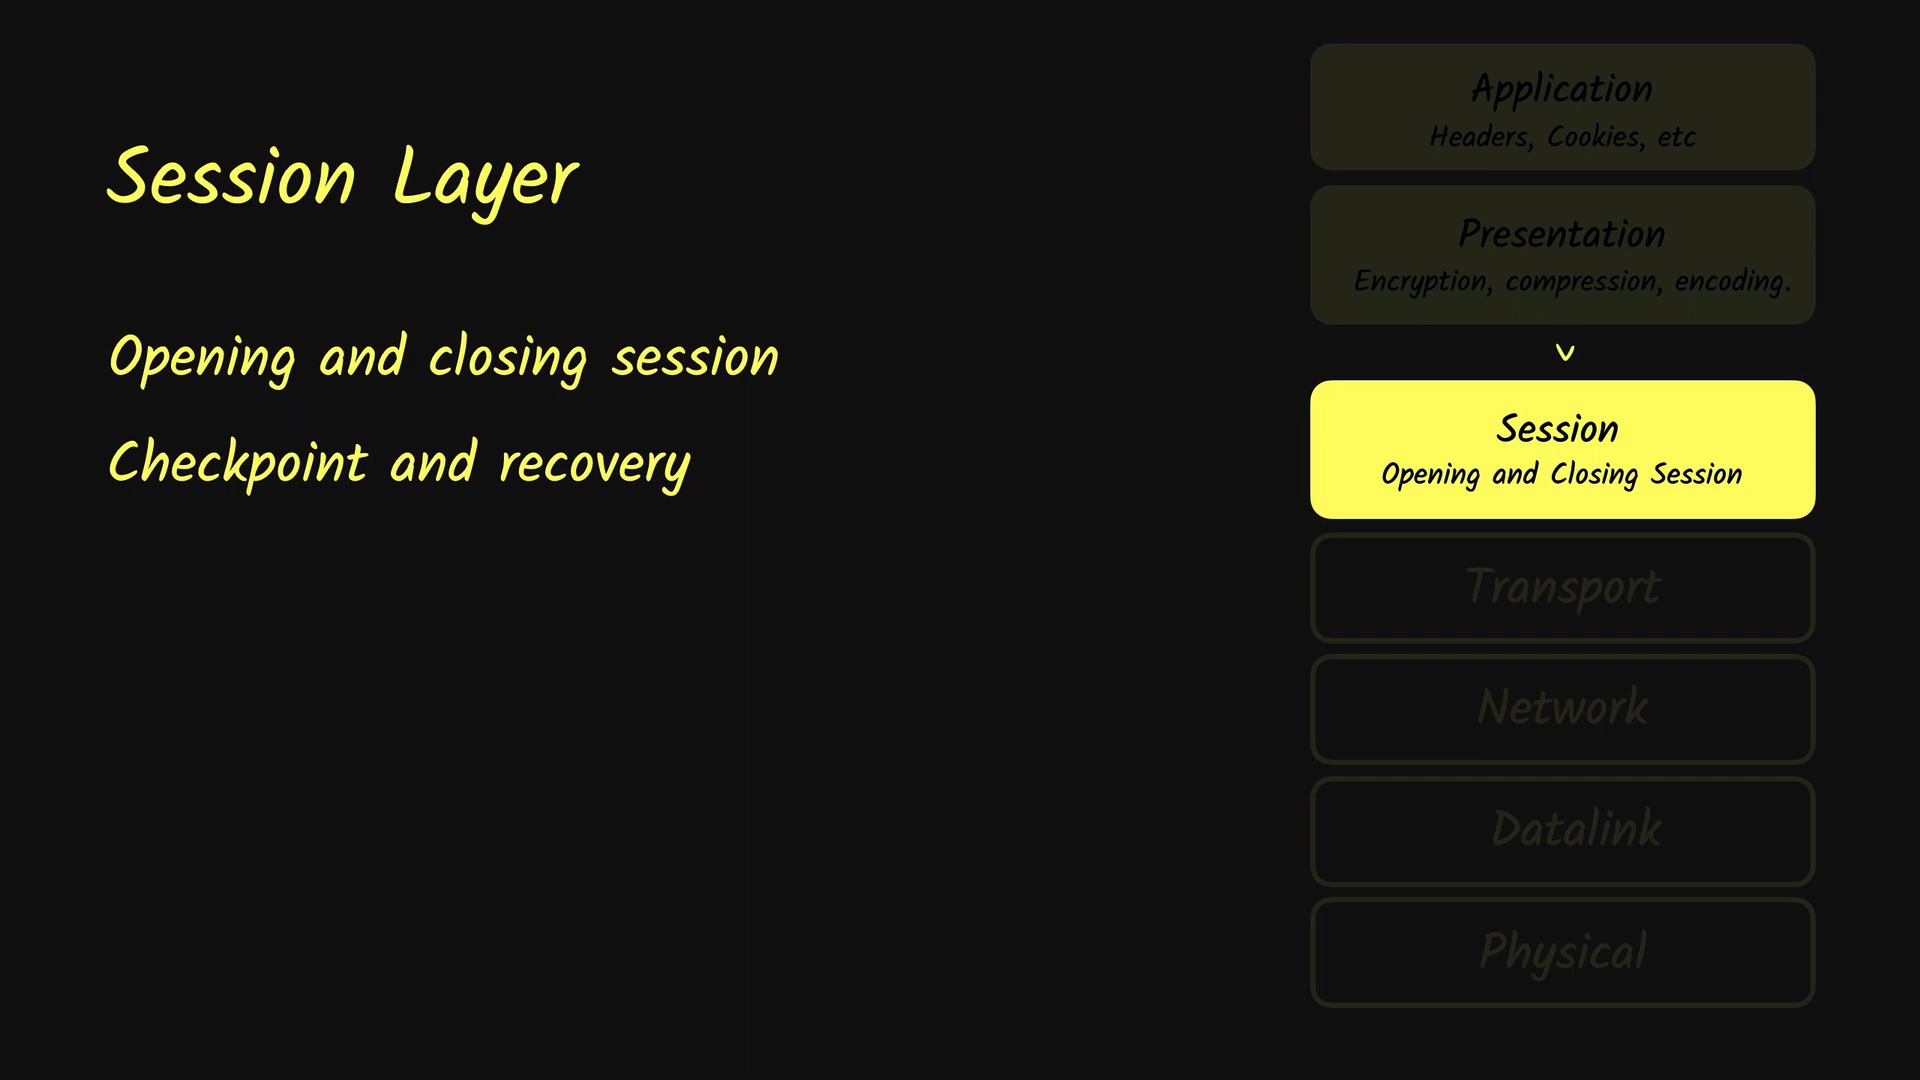 Session Layer
Opening and closing session
Checkpoint and recovery
Application
Headers, Cookies, etc
Presentation
Encryption, compression, encoding.
Session
Opening and Closing Session
Transport
Network
Datalink
Physical